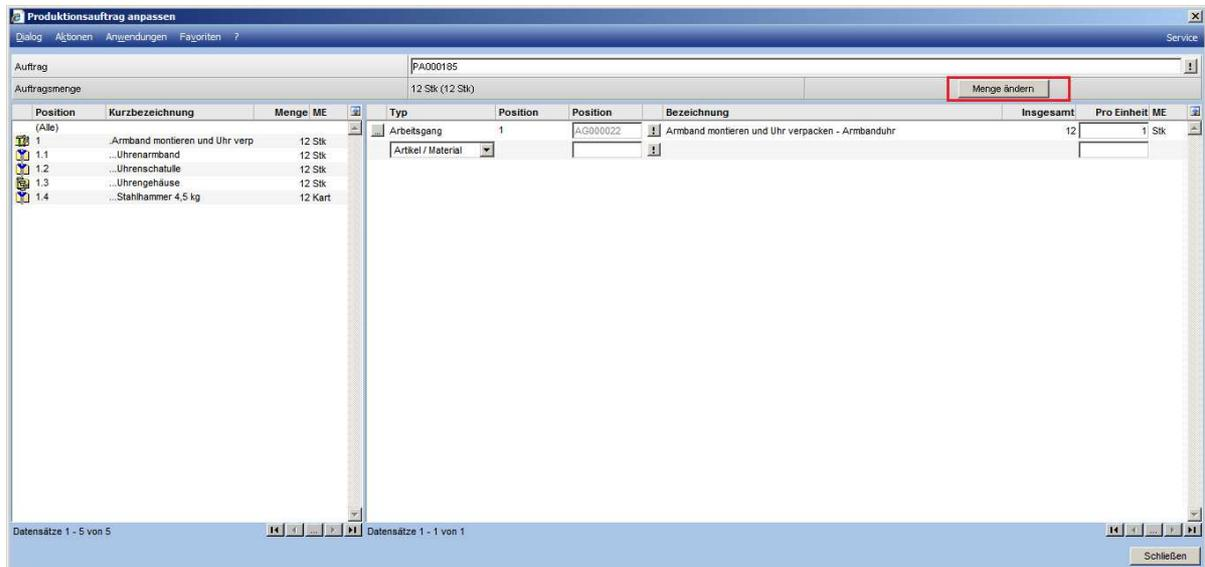 Produktionsauftrag anpassen
Dialog Aktionen Anwendungen Favoriten ? Service
Auftrag PA000185 !
Auftragsmenge 12 Stk (12 Stk) Menge ändern
Position Kurzbezeichnung Menge ME
(Alle)
1 .Armband montieren und Uhr verp 12 Stk
1.1 ...Uhrenarmband 12 Stk
1.2 ...Uhrenschatulle 12 Stk
1.3 ...Uhrengehäuse 12 Stk
1.4 ...Stahlhammer 4,5 kg 12 Kart
Typ Position Position Bezeichnung Insgesamt Pro Einheit ME
... Arbeitsgang 1 AG000022 ! Armband montieren und Uhr verpacken - Armbanduhr 12 1 Stk
Artikel / Material !
Datensätze 1 - 5 von 5 ...
Datensätze 1 - 1 von 1 ...
Schließen